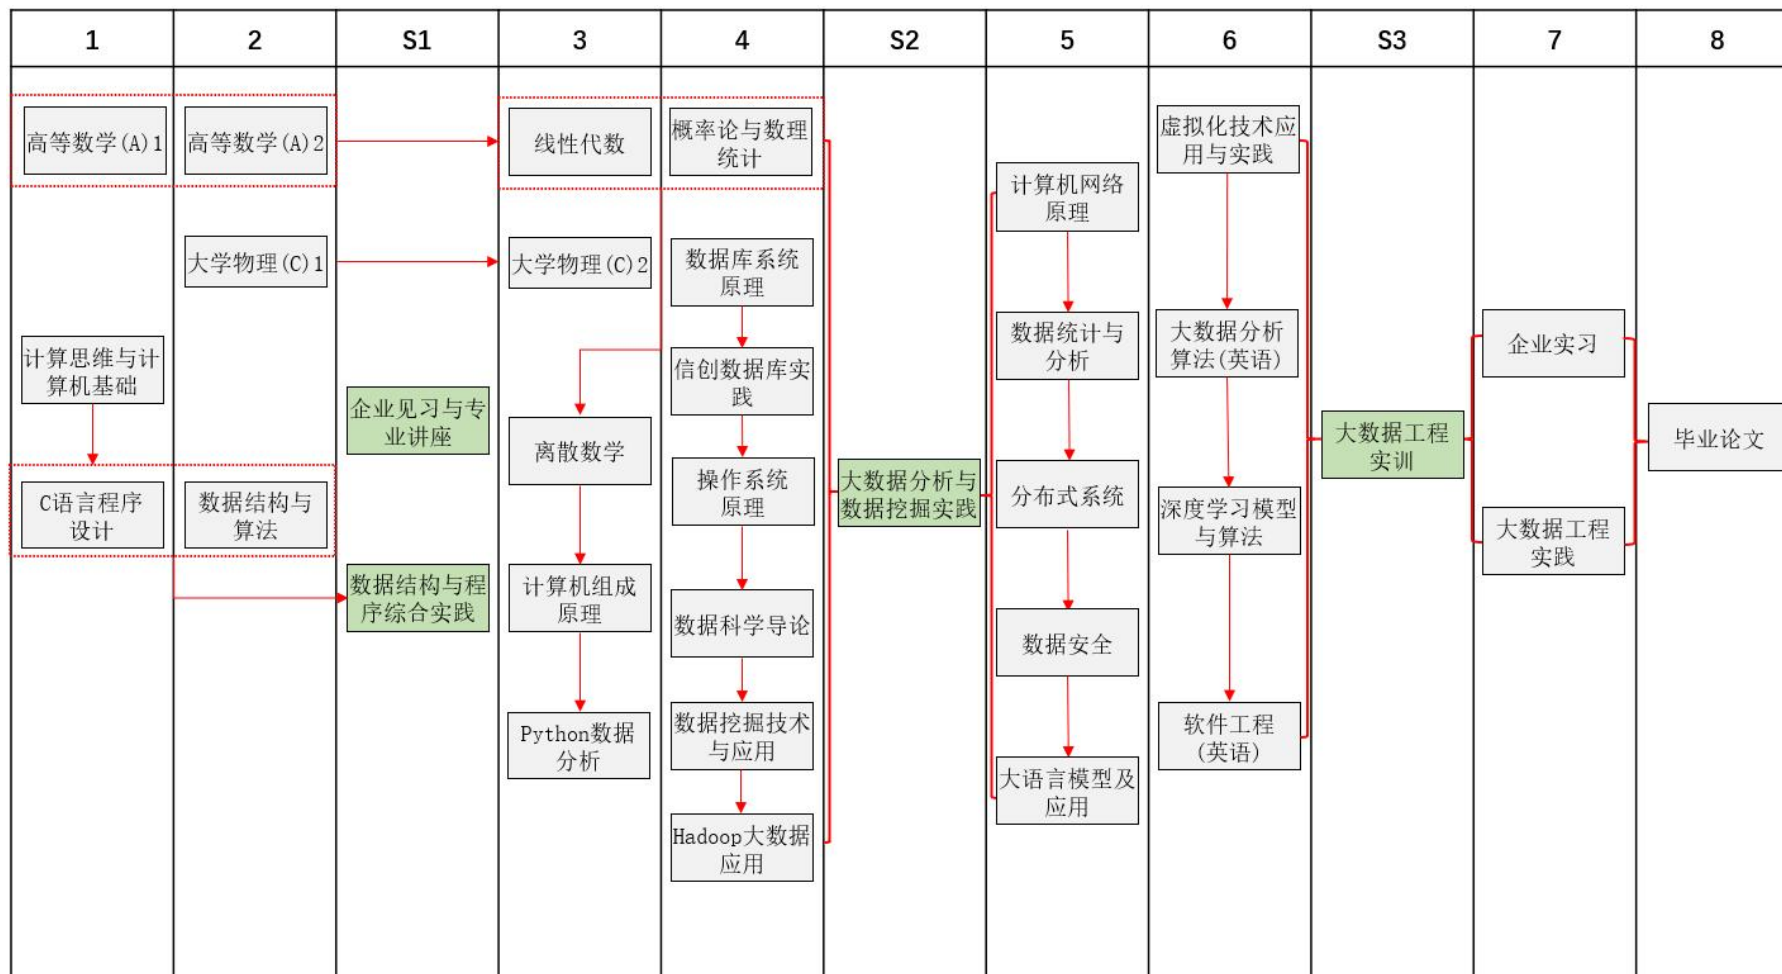 1
2
S1
3
4
S2
5
6
S3
7
8
高等数学(A)1
计算思维与计
算机基础
C语言程序
设计
高等数学(A)2
大学物理(C)1
数据结构与
算法
企业见习与专
业讲座
数据结构与程
序综合实践
线性代数
大学物理(C)2
离散数学
计算机组成
原理
Python数据
分析
概率论与数理
统计
数据库系统
原理
信创数据库实
践
操作系统
原理
数据科学导论
数据挖掘技术
与应用
Hadoop大数据
应用
大数据分析与
数据挖掘实践
计算机网络
原理
数据统计与
分析
分布式系统
数据安全
大语言模型及
应用
虚拟化技术应
用与实践
大数据分析
算法(英语)
深度学习模型
与算法
软件工程
(英语)
大数据工程
实训
企业实习
大数据工程
实践
毕业论文